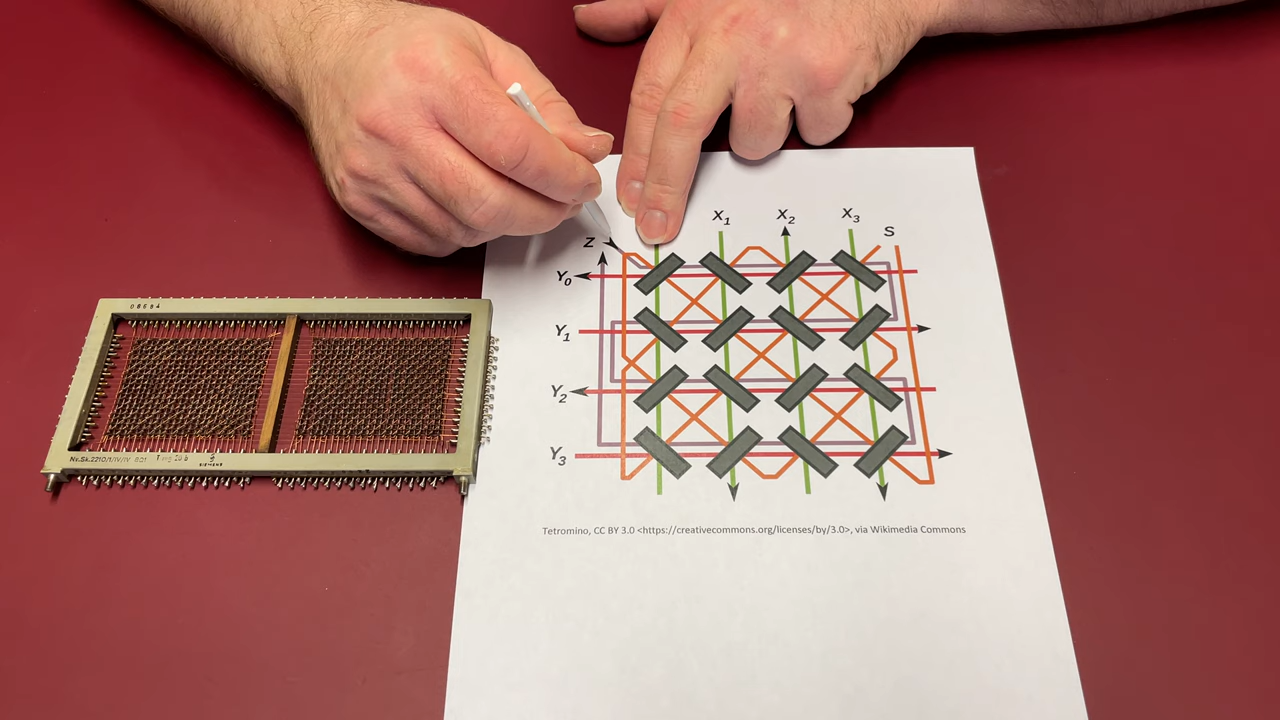 X₁ X₂ X₃ S
Z
Y₀
Y₁
Y₂
Y₃
Tetromino, CC BY 3.0 <https://creativecommons.org/licenses/by/3.0>, via Wikimedia Commons